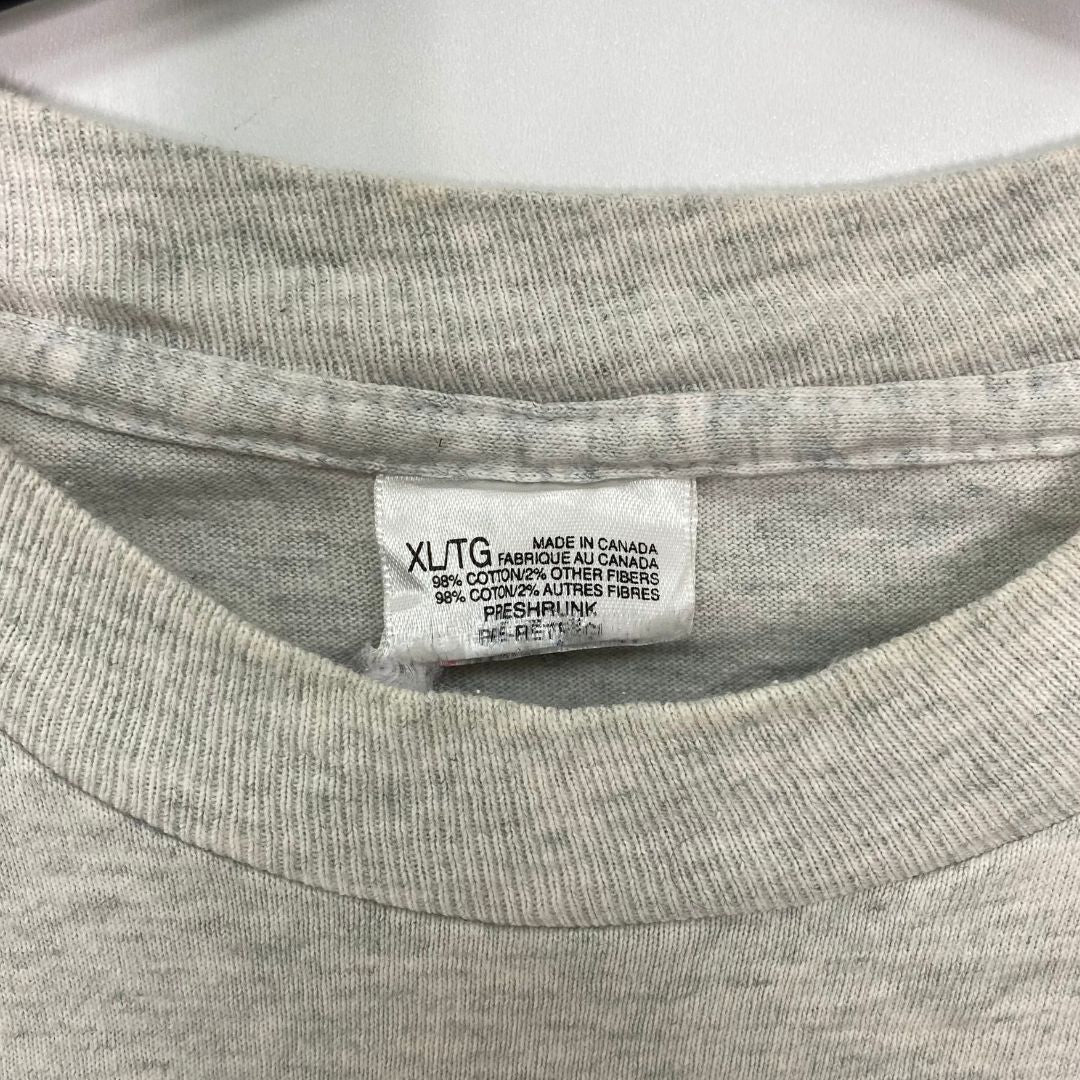 XL/TG
MADE IN CANADA
FABRIQUE AU CANADA
98% COTTON/2% OTHER FIBERS
98% COTON/2% AUTRES FIBRES
PRESHRUNK